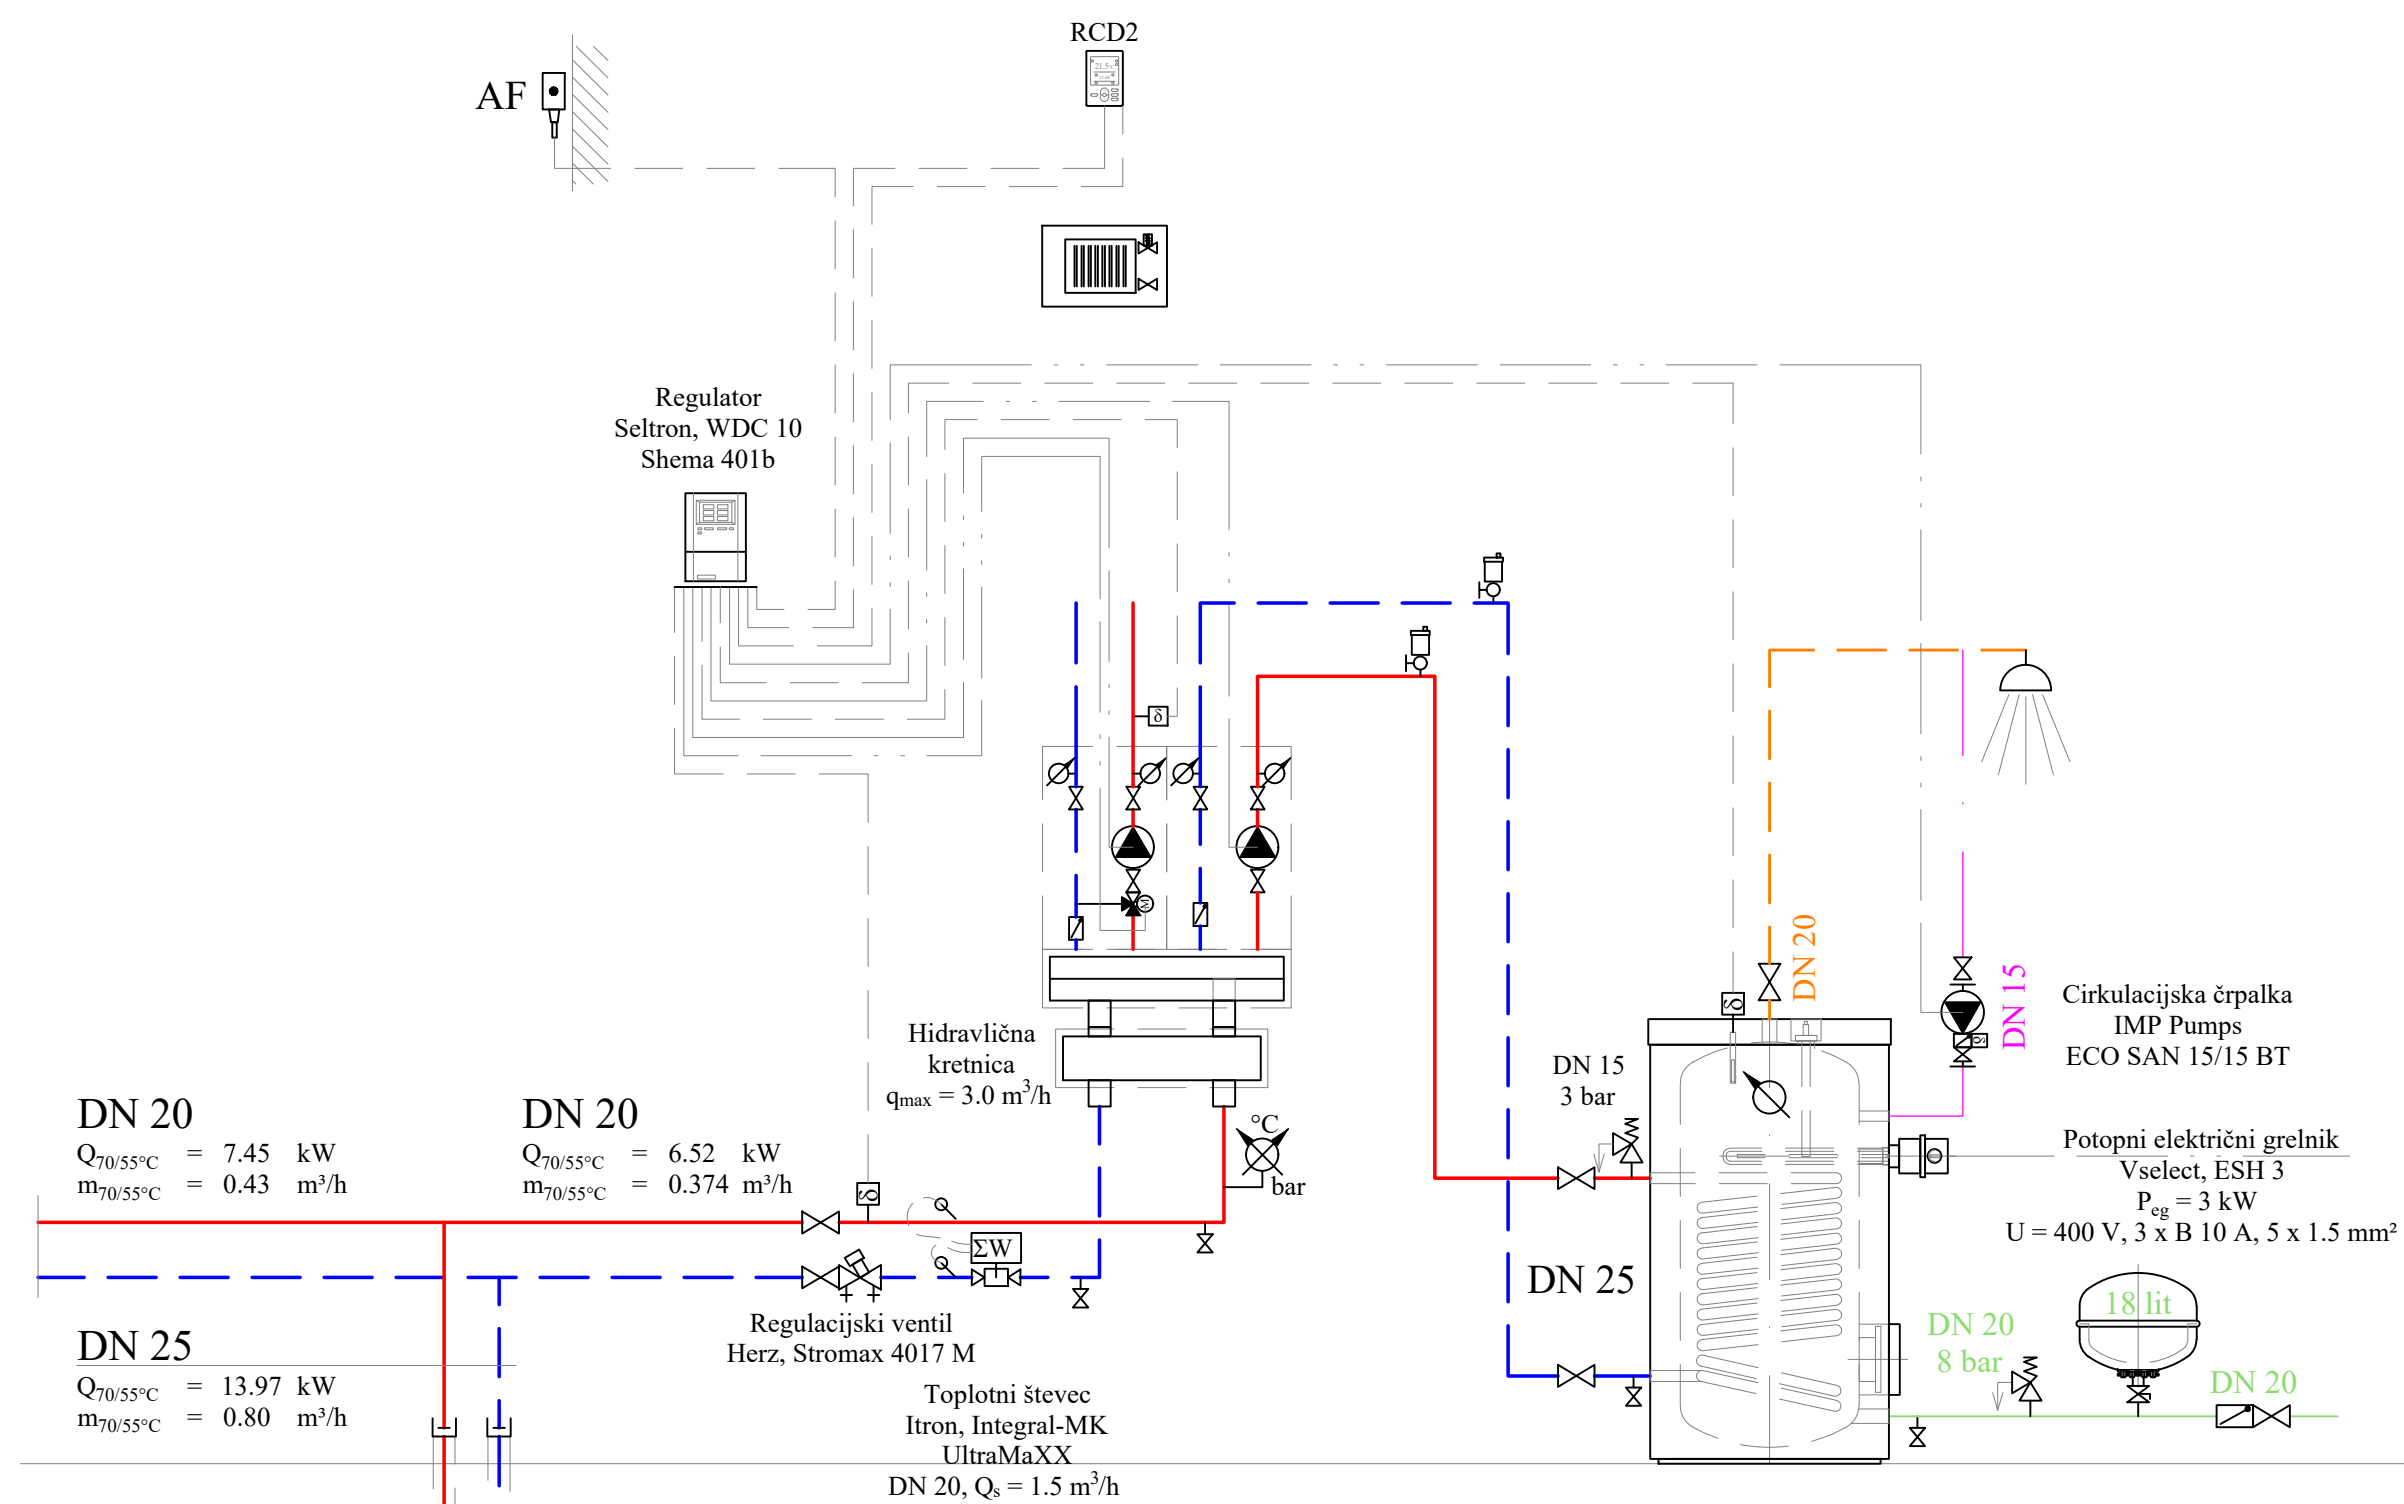 RCD2
21.5°C
AF
Regulator
Seltron, WDC 10
Shema 401b
δ
M
DN 20
DN 15
Cirkulacijska črpalka
IMP Pumps
ECO SAN 15/15 BT
δ
δ
Hidravlična
kretnica
qmax = 3.0 m³/h
DN 15
3 bar
°C
bar
DN 20
Q70/55°C = 7.45 kW
m70/55°C = 0.43 m³/h
DN 20
Q70/55°C = 6.52 kW
m70/55°C = 0.374 m³/h
Potopni električni grelnik
Vselect, ESH 3
Peg = 3 kW
U = 400 V, 3 x B 10 A, 5 x 1.5 mm²
δ
ΣW
DN 25
18 lit
Regulacijski ventil
Herz, Stromax 4017 M
DN 20
8 bar
DN 20
DN 25
Q70/55°C = 13.97 kW
m70/55°C = 0.80 m³/h
Toplotni števec
Itron, Integral-MK
UltraMaXX
DN 20, Qs = 1.5 m³/h